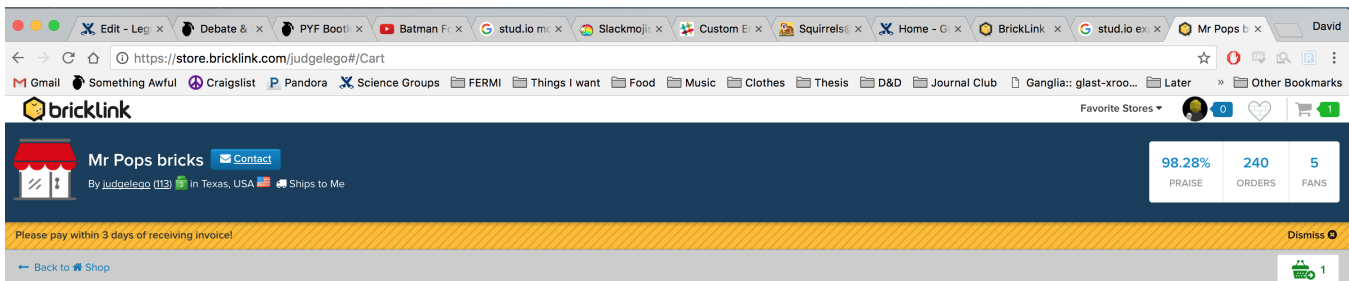 Edit - Leg
Debate &
PYF Bootl
Batman F
stud.io mo
Slackmojis
Custom E
Squirrels@
Home - Gl
BrickLink
stud.io ex
Mr Pops b
David
https://store.bricklink.com/judgelego#/Cart
Gmail Something Awful Craigslist Pandora Science Groups FERMI Things I want Food Music Clothes Thesis D&D Journal Club Ganglia:: glast-xroo... Later » Other Bookmarks
bricklink Favorite Stores 0 1
Mr Pops bricks Contact
By judgelego (113) in Texas, USA Ships to Me
98.28% 240 5
PRAISE ORDERS FANS
Please pay within 3 days of receiving invoice! Dismiss
← Back to Shop 1